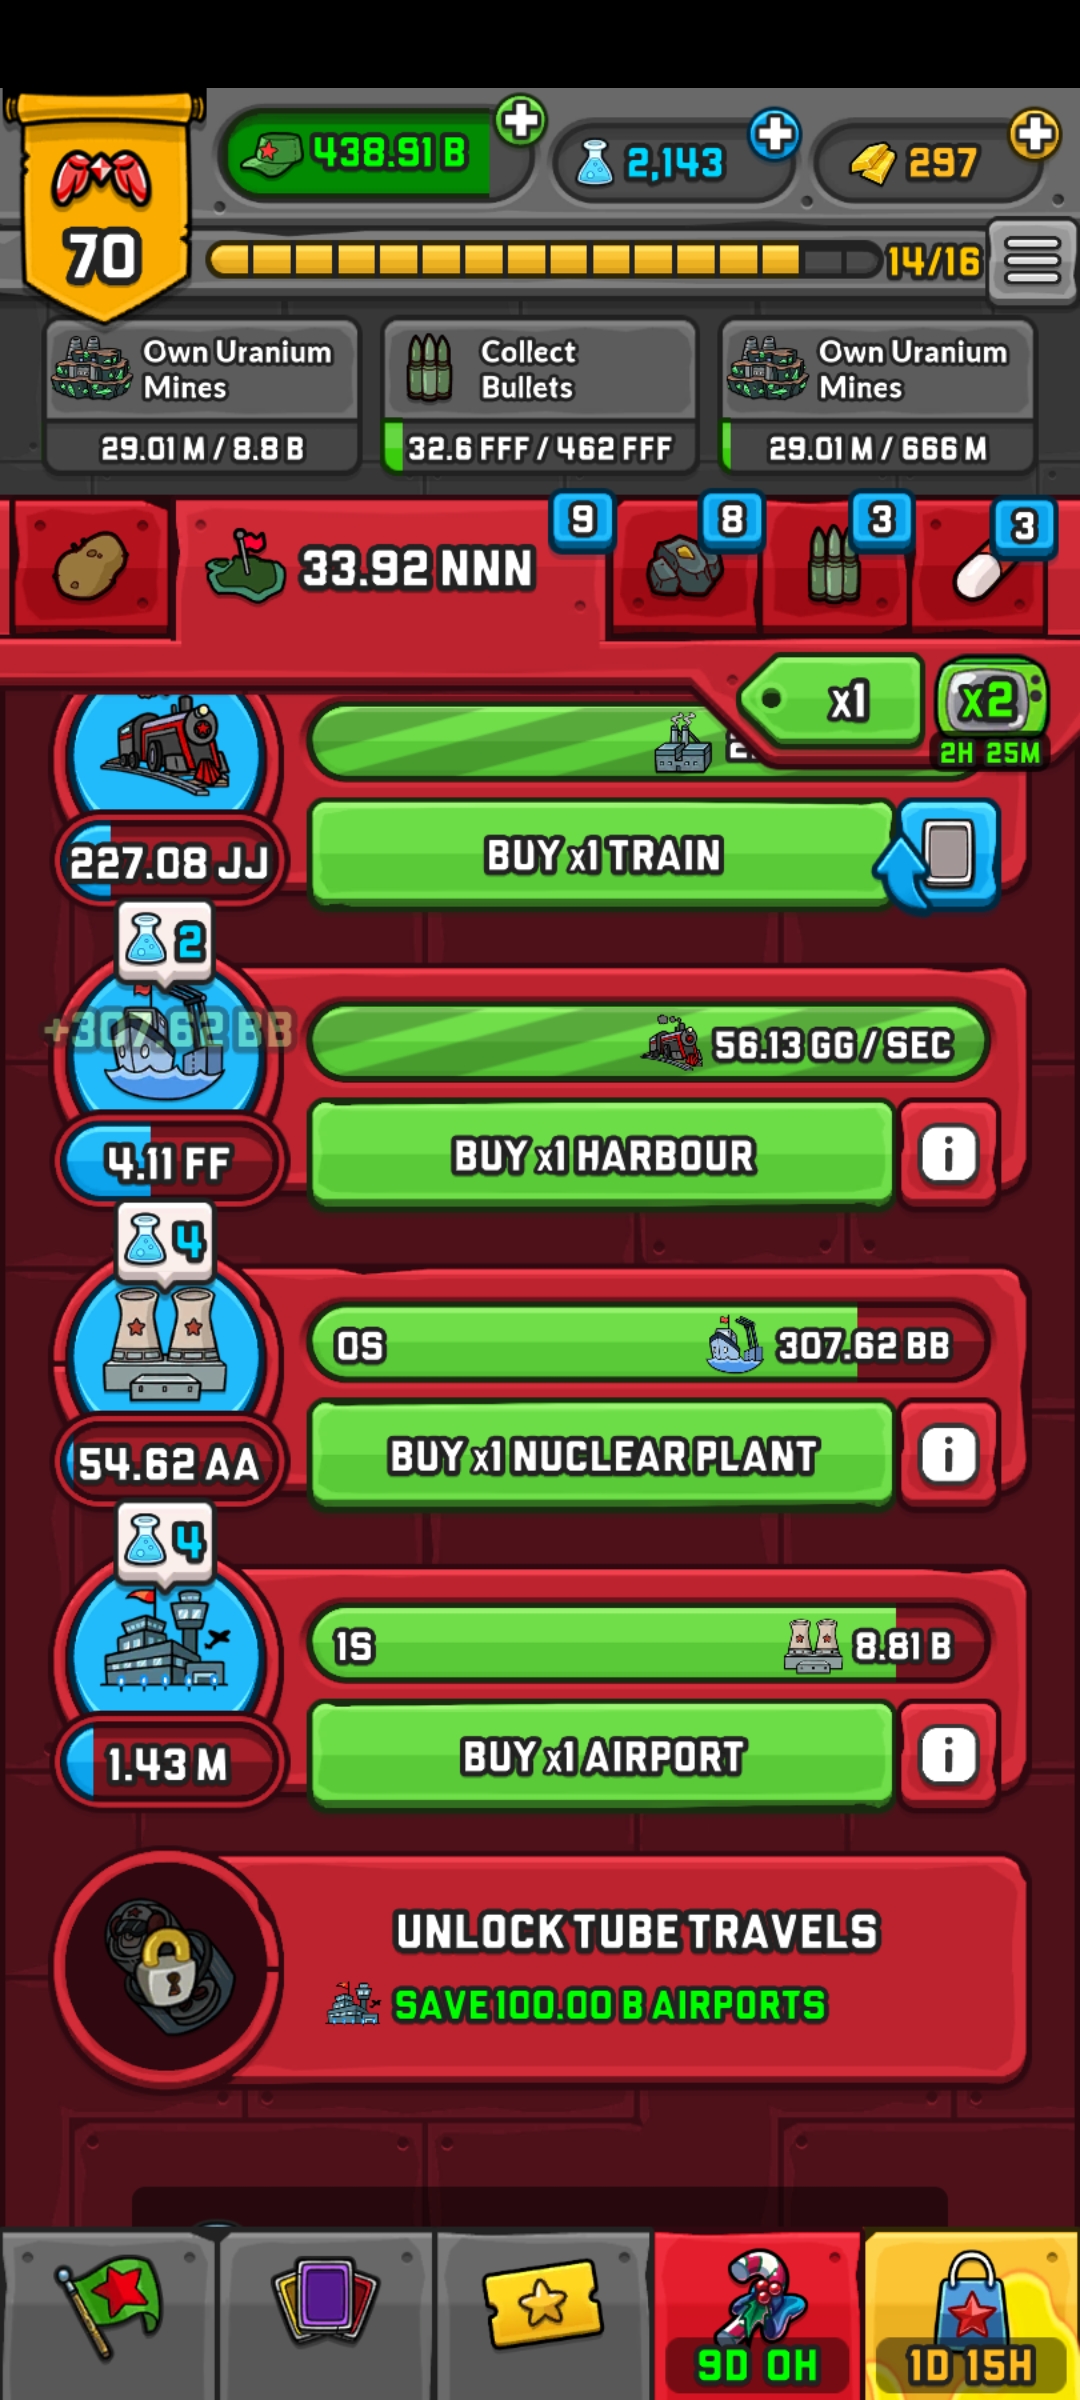 438.91 B
2,143
297
70
14/16
Own Uranium
Mines
29.01 M / 8.8 B
Collect
Bullets
32.6 FFF / 462 FFF
Own Uranium
Mines
29.01 M / 666 M
33.92 NNN
9
8
3
3
x1
x2
2H 25M
227.08 JJ
BUY x1 TRAIN
2
+307.62 BB
56.13 GG / SEC
4.11 FF
BUY x1 HARBOUR
i
4
0S
307.62 BB
54.62 AA
BUY x1 NUCLEAR PLANT
i
4
1S
8.81 B
1.43 M
BUY x1 AIRPORT
i
UNLOCK TUBE TRAVELS
SAVE 100.00 B AIRPORTS
9D 0H
1D 15H